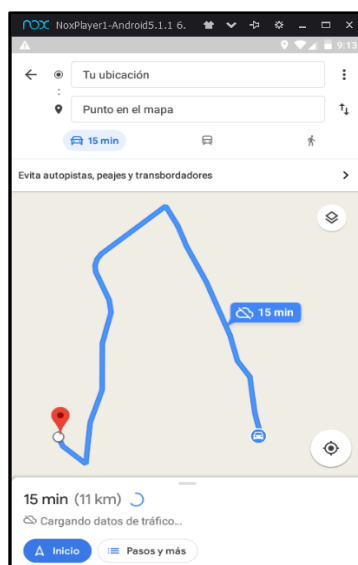 nox NoxPlayer1-Android5.1.1 6.
9:13
Tu ubicación
Punto en el mapa
15 min
Evita autopistas, peajes y transbordadores
15 min
15 min (11 km)
Cargando datos de tráfico...
Inicio
Pasos y más